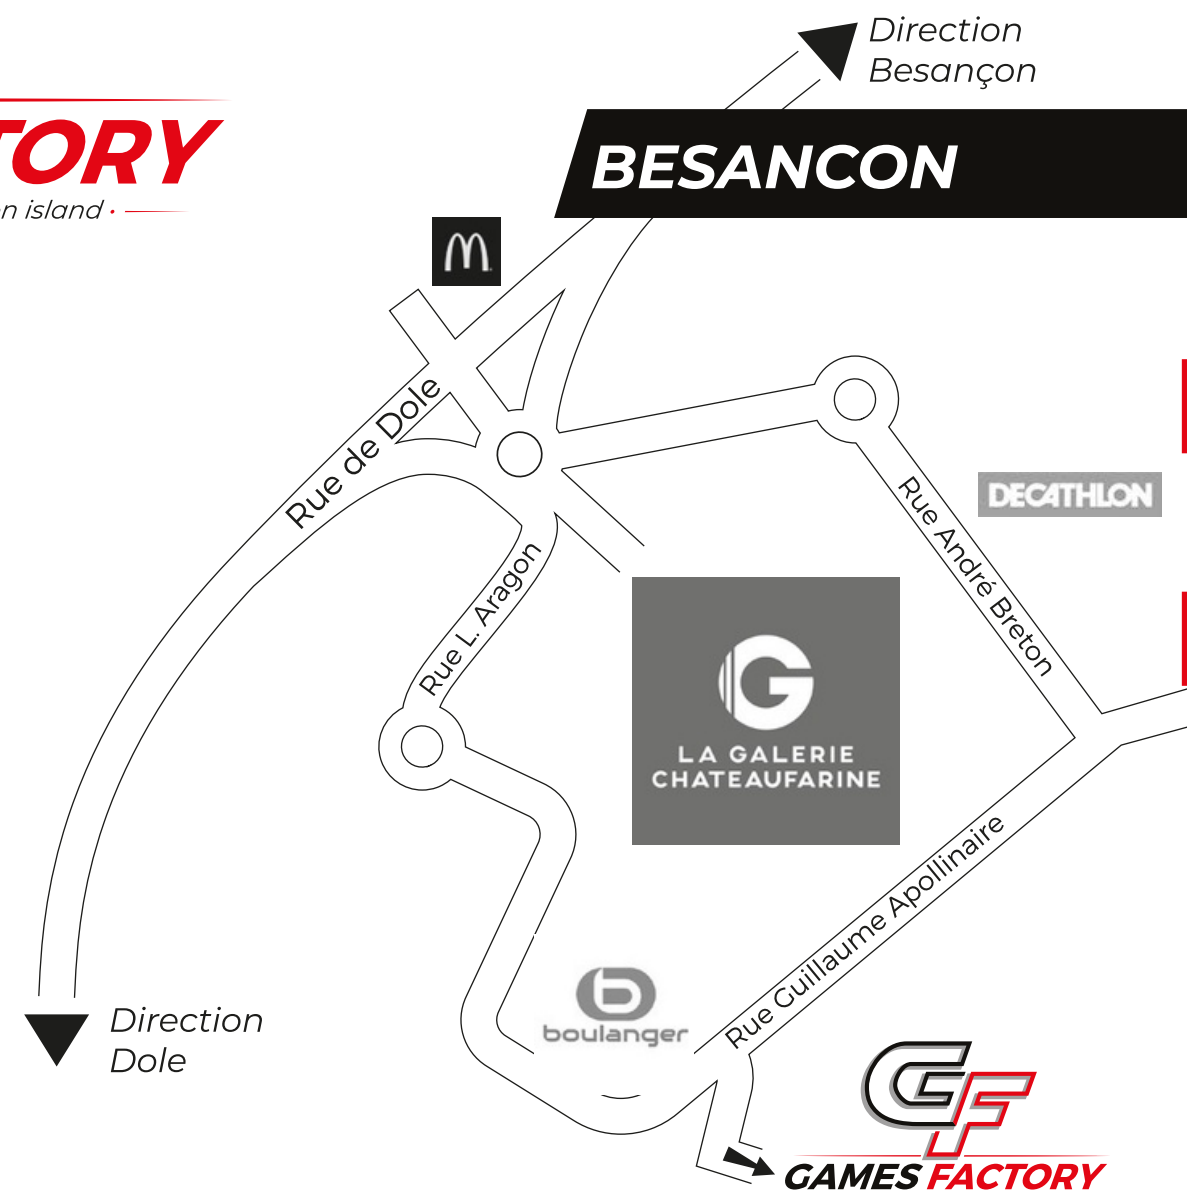 Direction
Besançon
TORY
n island
BESANCON
Rue de Dole
DECATHLON
Rue André Breton
Rue L. Aragon
G
LA GALERIE
CHATEAUFARINE
Rue Guillaume Apollinaire
b
boulanger
Direction
Dole
GF
GAMES FACTORY